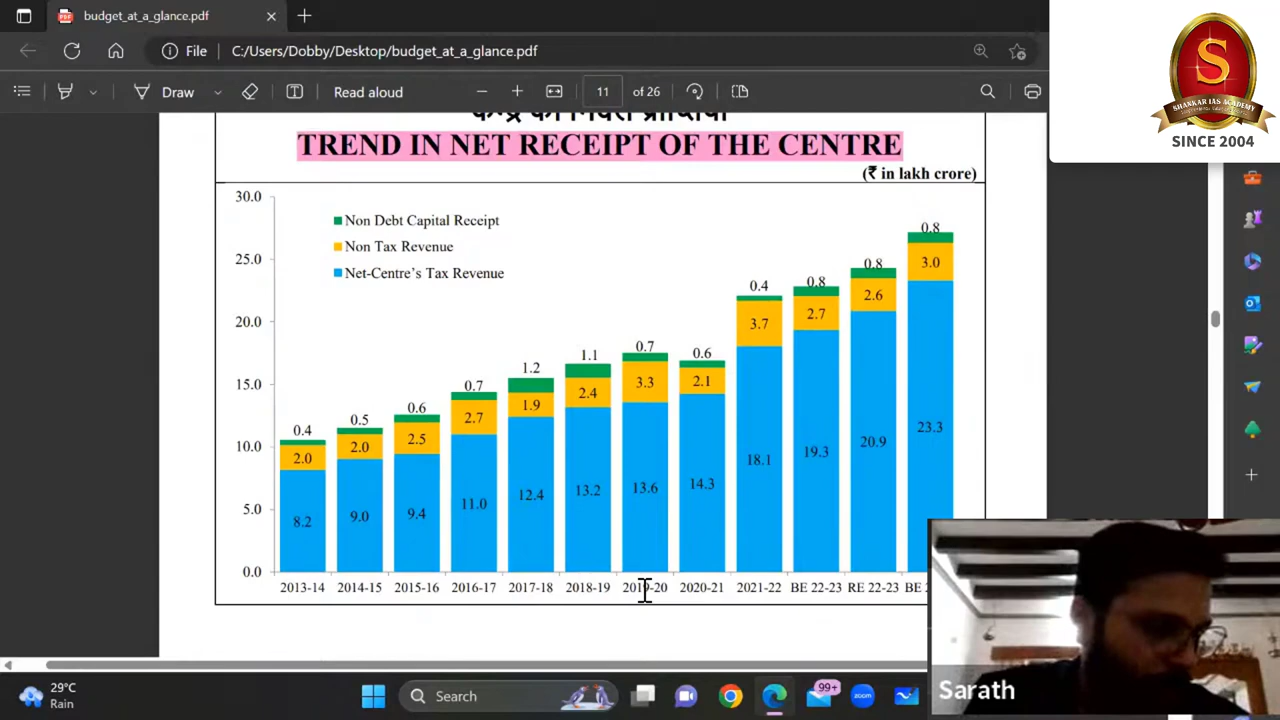 budget_at_a_glance.pdf
File C:/Users/Dobby/Desktop/budget_at_a_glance.pdf
Draw Read aloud 11 of 26
S
SHANKAR IAS ACADEMY
SINCE 2004
TREND IN NET RECEIPT OF THE CENTRE
(₹ in lakh crore)
30.0
25.0
20.0
15.0
10.0
5.0
0.0
Non Debt Capital Receipt
Non Tax Revenue
Net-Centre's Tax Revenue
0.4 0.5 0.6 0.7 1.2 1.1 0.7 0.6 0.4 0.8 0.8 0.8
2.0 2.0 2.5 2.7 1.9 2.4 3.3 2.1 3.7 2.7 2.6 3.0
8.2 9.0 9.4 11.0 12.4 13.2 13.6 14.3 18.1 19.3 20.9 23.3
2013-14 2014-15 2015-16 2016-17 2017-18 2018-19 2019-20 2020-21 2021-22 BE 22-23 RE 22-23 BE
Sarath
29°C
Rain
Search
99+
zoom